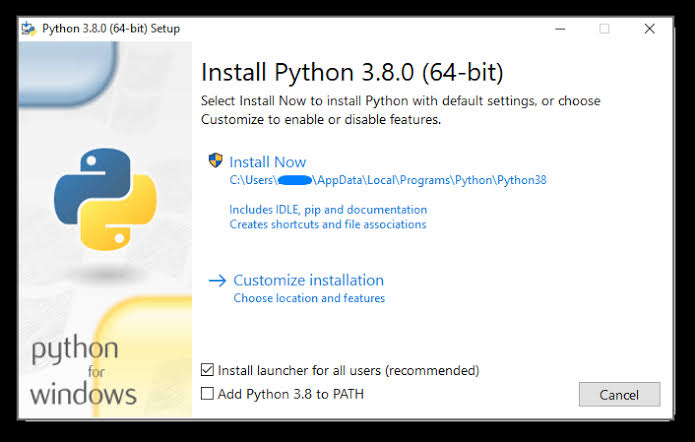 Python 3.8.0 (64-bit) Setup
Install Python 3.8.0 (64-bit)
Select Install Now to install Python with default settings, or choose
Customize to enable or disable features.
Install Now
C:\Users\ \AppData\Local\Programs\Python\Python38
Includes IDLE, pip and documentation
Creates shortcuts and file associations
Customize installation
Choose location and features
python
for
windows
Install launcher for all users (recommended)
Add Python 3.8 to PATH
Cancel